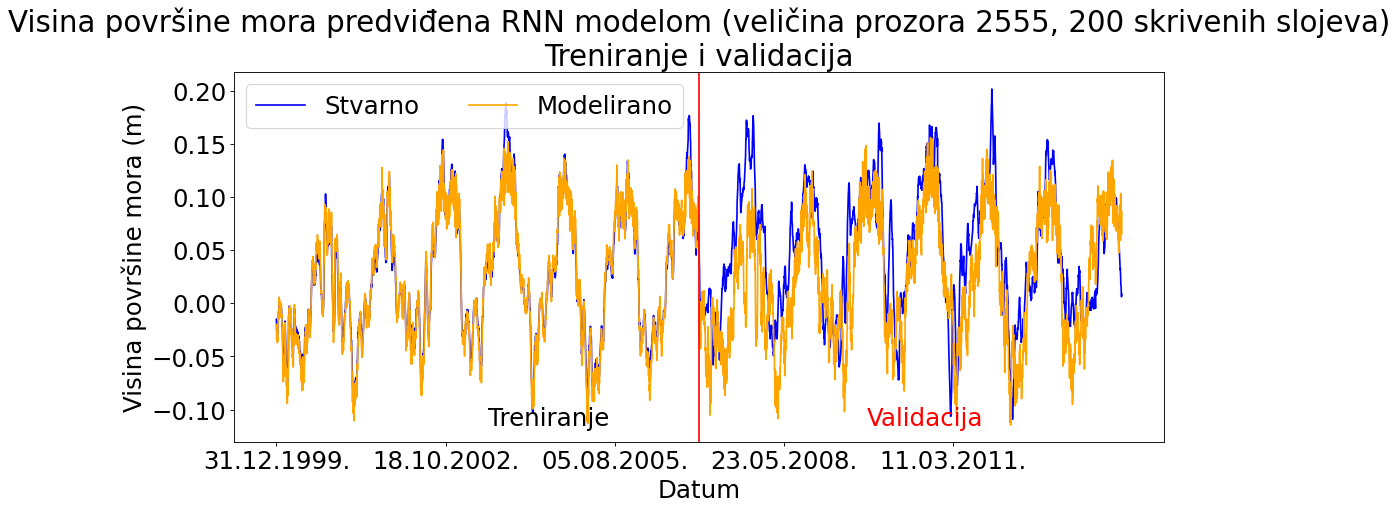 Visina površine mora predviđena RNN modelom (veličina prozora 2555, 200 skrivenih slojeva)
Treniranje i validacija
Stvarno
Modelirano
Visina površine mora (m)
0.20
0.15
0.10
0.05
0.00
−0.05
−0.10
Treniranje
Validacija
31.12.1999.
18.10.2002.
05.08.2005.
23.05.2008.
11.03.2011.
Datum